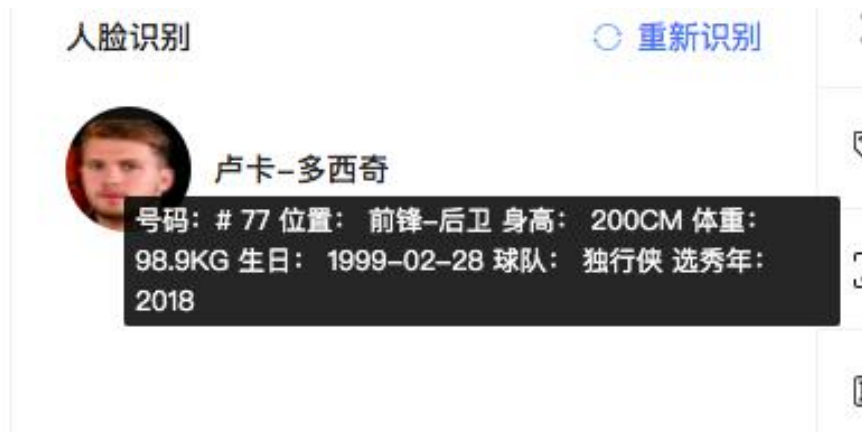 人脸识别
重新识别
卢卡-多西奇
号码: # 77 位置: 前锋-后卫 身高: 200CM 体重:
98.9KG 生日: 1999-02-28 球队: 独行侠 选秀年:
2018